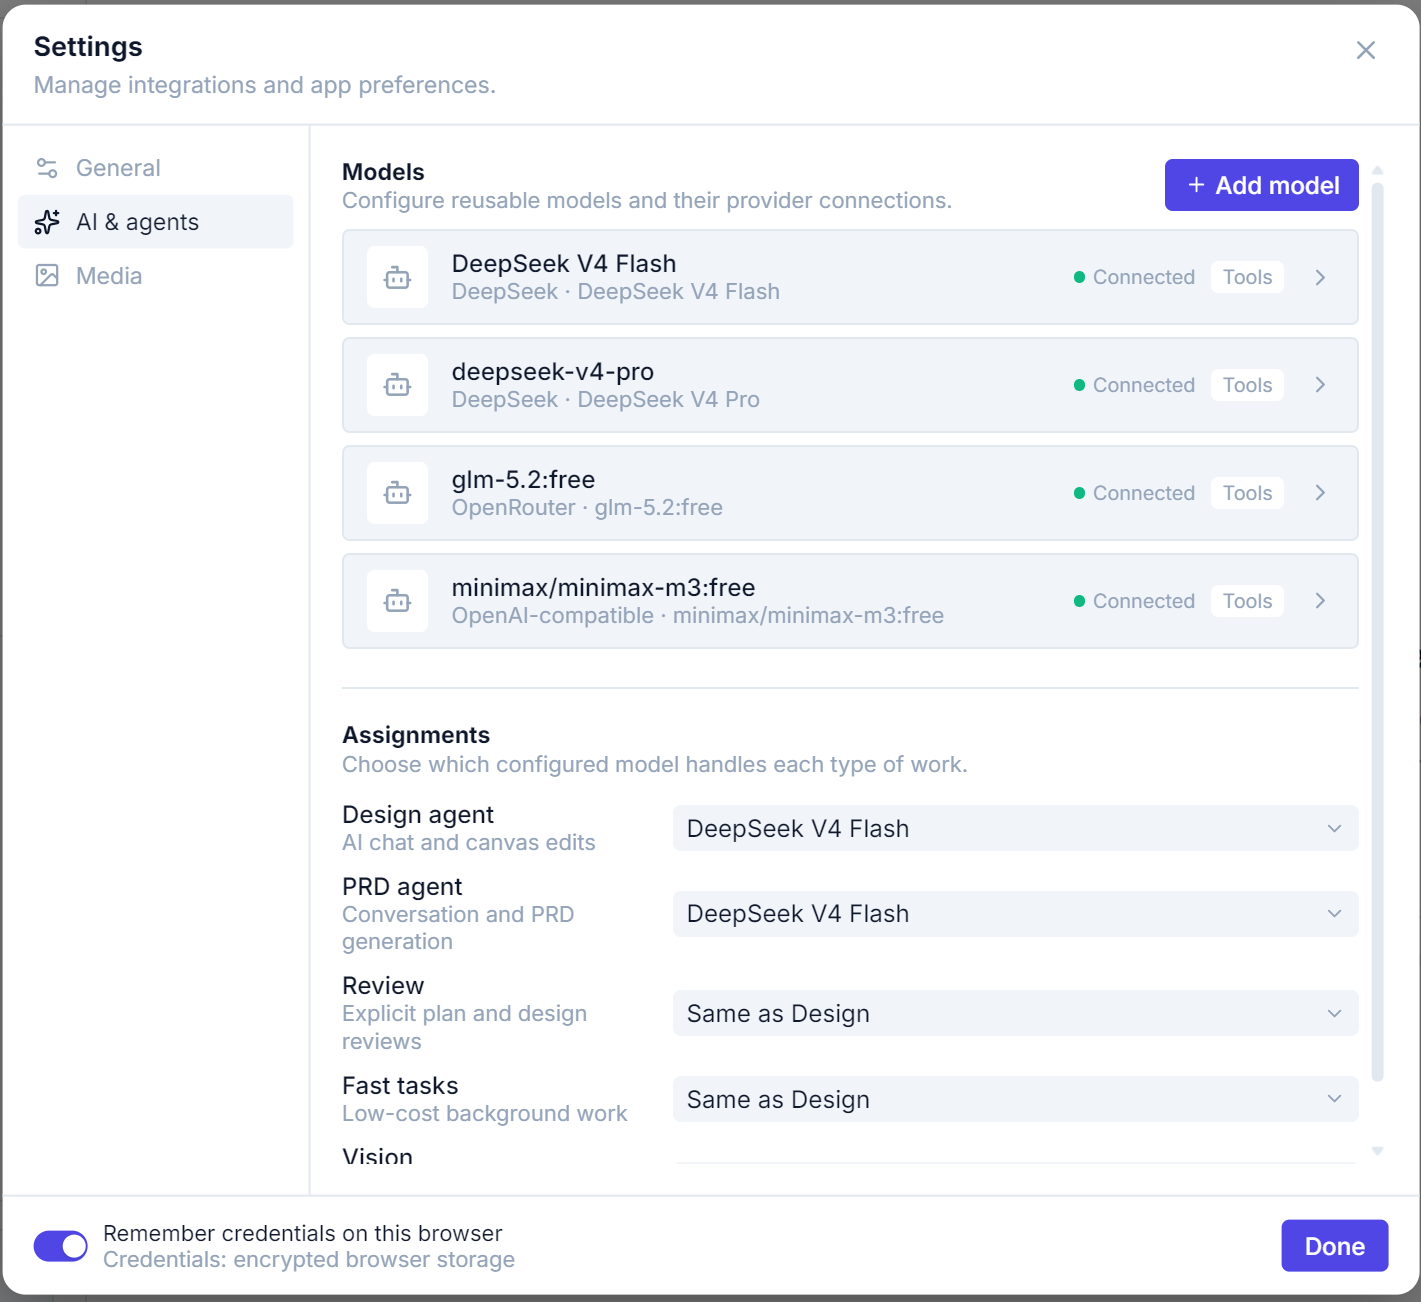 Settings
Manage integrations and app preferences.
General
AI & agents
Media
Models
Configure reusable models and their provider connections.
+ Add model
DeepSeek V4 Flash
DeepSeek · DeepSeek V4 Flash
Connected
Tools
deepseek-v4-pro
DeepSeek · DeepSeek V4 Pro
Connected
Tools
glm-5.2:free
OpenRouter · glm-5.2:free
Connected
Tools
minimax/minimax-m3:free
OpenAI-compatible · minimax/minimax-m3:free
Connected
Tools
Assignments
Choose which configured model handles each type of work.
Design agent
AI chat and canvas edits
DeepSeek V4 Flash
PRD agent
Conversation and PRD
generation
DeepSeek V4 Flash
Review
Explicit plan and design
reviews
Same as Design
Fast tasks
Low-cost background work
Same as Design
Vision
Remember credentials on this browser
Credentials: encrypted browser storage
Done